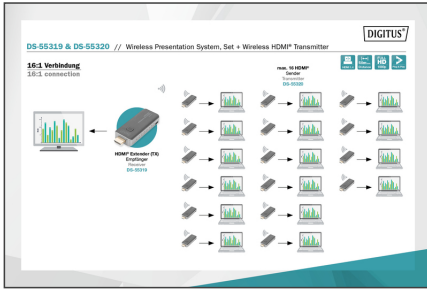 DIGITUS®
DS-55319 & DS-55320 // Wireless Presentation System, Set + Wireless HDMI® Transmitter
16:1 Verbindung
16:1 connection
max. 16 HDMI®
Sender
Transmitter
DS-55320
HD
HDMI® Extender (TX)
Empfänger
Receiver
DS-55319